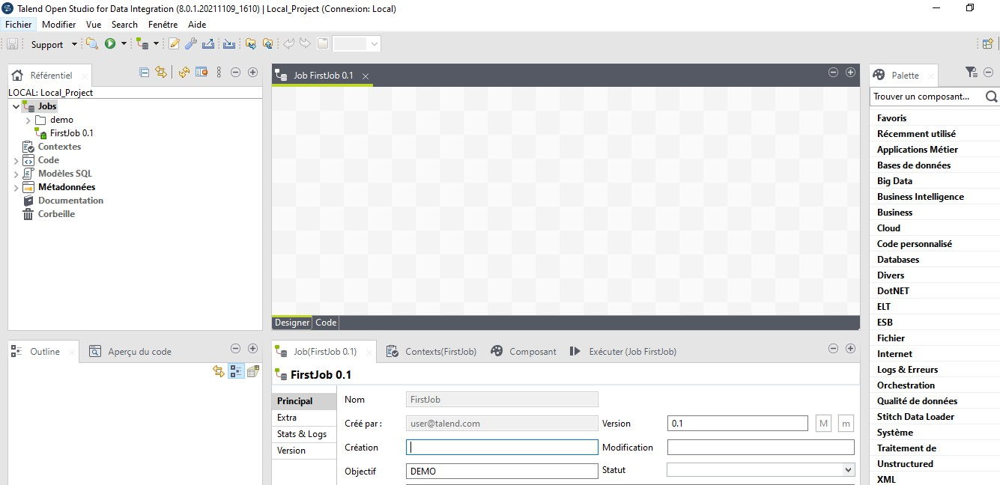 Talend Open Studio for Data Integration (8.0.1.20211109_1610) | Local_Project (Connexion: Local)
Fichier Modifier Vue Search Fenêtre Aide
Support
Référentiel
LOCAL: Local_Project
Jobs
demo
FirstJob 0.1
Contextes
Code
Modèles SQL
Métadonnées
Documentation
Corbeille
Job FirstJob 0.1
Designer Code
Palette
Trouver un composant...
Favoris
Récemment utilisé
Applications Métier
Bases de données
Big Data
Business Intelligence
Business
Cloud
Code personnalisé
Databases
Divers
DotNET
ELT
ESB
Fichier
Internet
Logs & Erreurs
Orchestration
Qualité de données
Stitch Data Loader
Système
Traitement de
Unstructured
XML
Outline Aperçu du code
Job(FirstJob 0.1) Contexts(FirstJob) Composant Exécuter (Job FirstJob)
FirstJob 0.1
Principal
Extra
Stats & Logs
Version
Nom FirstJob
Créé par : user@talend.com Version 0.1 M m
Création Modification
Objectif DEMO Statut